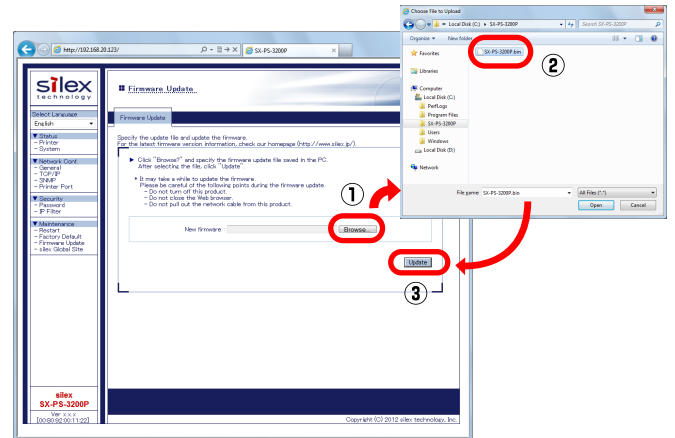 http://192.168.20.123/
SX-PS-3200P
silex
technology
Select Language
English
▼ Status
- Printer
- System
▼ Network Conf.
- General
- TCP/IP
- SNMP
- Printer Port
▼ Security
- Password
- IP Filter
▼ Maintenance
- Restart
- Factory Default
- Firmware Update
- silex Global Site
silex
SX-PS-3200P
Ver x.x.x
[00:80:92:00:11:22]
Firmware Update
Firmware Update
Specify the update file and update the firmware.
For the latest firmware version information, check our homepage (http://www.silex.jp/).
Click "Browse?" and specify the firmware update file saved in the PC.
After selecting the file, click "Update".
* It may take a while to update the firmware.
Please be careful of the following points during the firmware update.
- Do not turn off this product.
- Do not close the Web browser.
- Do not pull out the network cable from this product.
New firmware :
Browse...
Update
Copyright (C) 2012 silex technology, Inc.
①
Choose File to Upload
Local Disk (C:) ▸ SX-PS-3200P
Search SX-PS-3200P
Organize
New folder
Favorites
Libraries
Computer
Local Disk (C:)
PerfLogs
Program Files
SX-PS-3200P
Users
Windows
Local Disk (D:)
Network
SX-PS-3200P.bin
②
File name: SX-PS-3200P.bin
All Files (*.*)
Open
Cancel
③